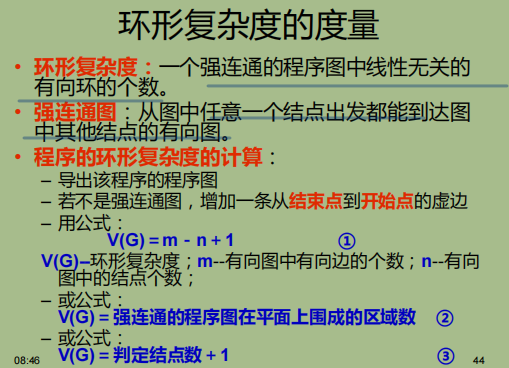 环形复杂度的度量
• 环形复杂度：一个强连通的程序图中线性无关的
有向环的个数。
• 强连通图：从图中任意一个结点出发都能到达图
中其他结点的有向图。
• 程序的环形复杂度的计算：
– 导出该程序的程序图
– 若不是强连通图，增加一条从结束点到开始点的虚边
– 用公式：
V(G) = m - n + 1 ①
V(G)–环形复杂度；m--有向图中有向边的个数；n--有向
图中的结点个数；
– 或公式：
V(G) = 强连通的程序图在平面上围成的区域数 ②
– 或公式：
V(G) = 判定结点数 + 1 ③
08:46 44